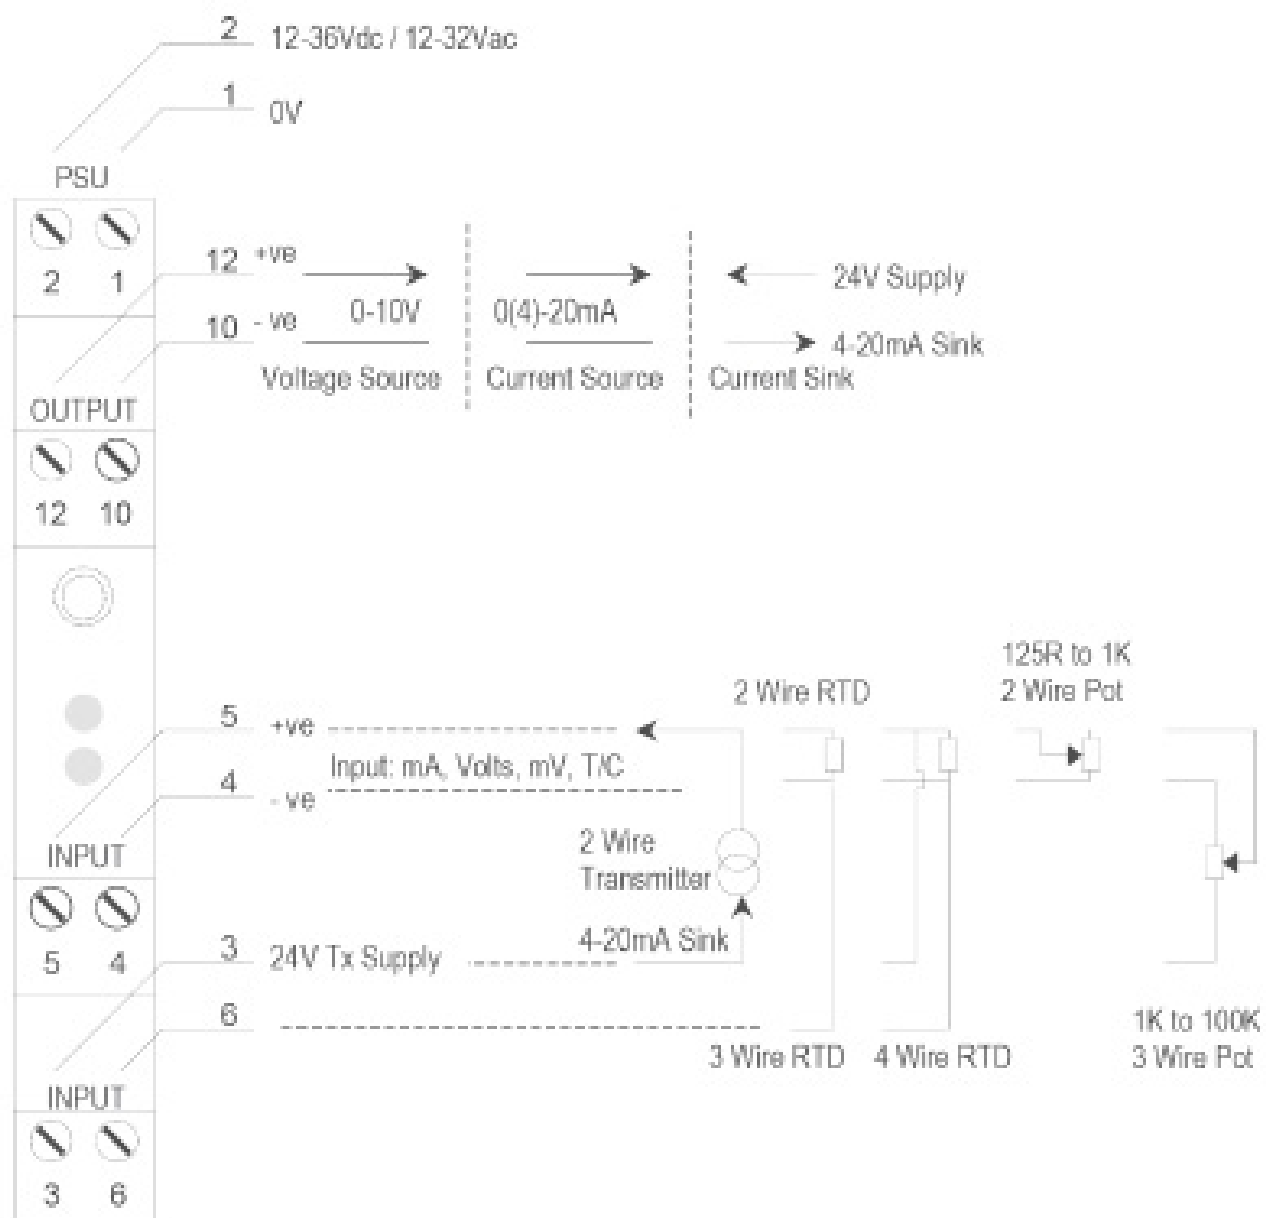 2 12-36Vdc / 12-32Vac
1 0V
PSU
2 1
12 +ve
24V Supply
0-10V 0(4)-20mA
10 - ve
4-20mA Sink
Voltage Source Current Source Current Sink
OUTPUT
12 10
125R to 1K
2 Wire Pot
2 Wire RTD
5 +ve
Input: mA, Volts, mV, T/C
4 - ve
INPUT
2 Wire
Transmitter
5 4
4-20mA Sink
3 24V Tx Supply
6
1K to 100K
3 Wire Pot
3 Wire RTD 4 Wire RTD
INPUT
3 6